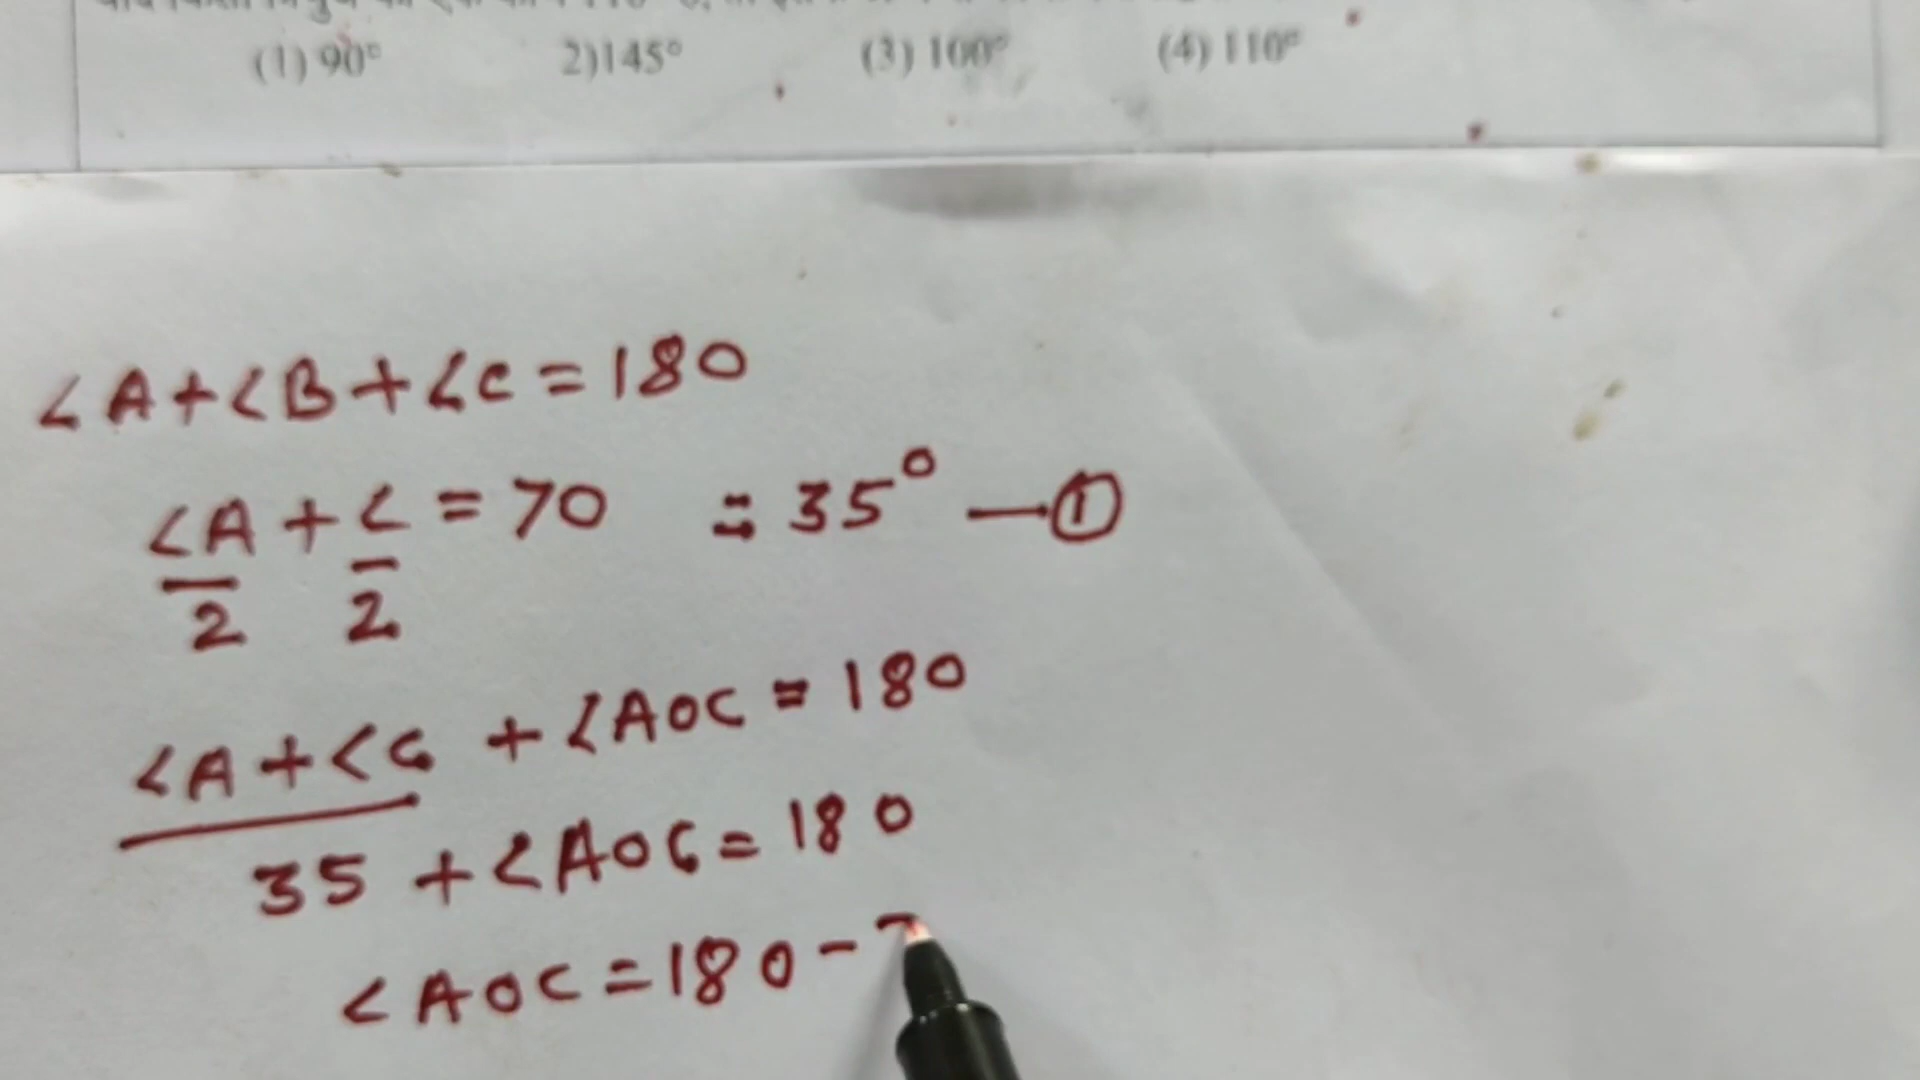 (1) 90° 2)145° (3) 100° (4) 110°
∠A+∠B+∠C=180
∠A/2 + ∠/2 = 70 = 35° —①
∠A+∠C + ∠AOC = 180
35 + ∠AOC = 180
∠AOC = 180 -